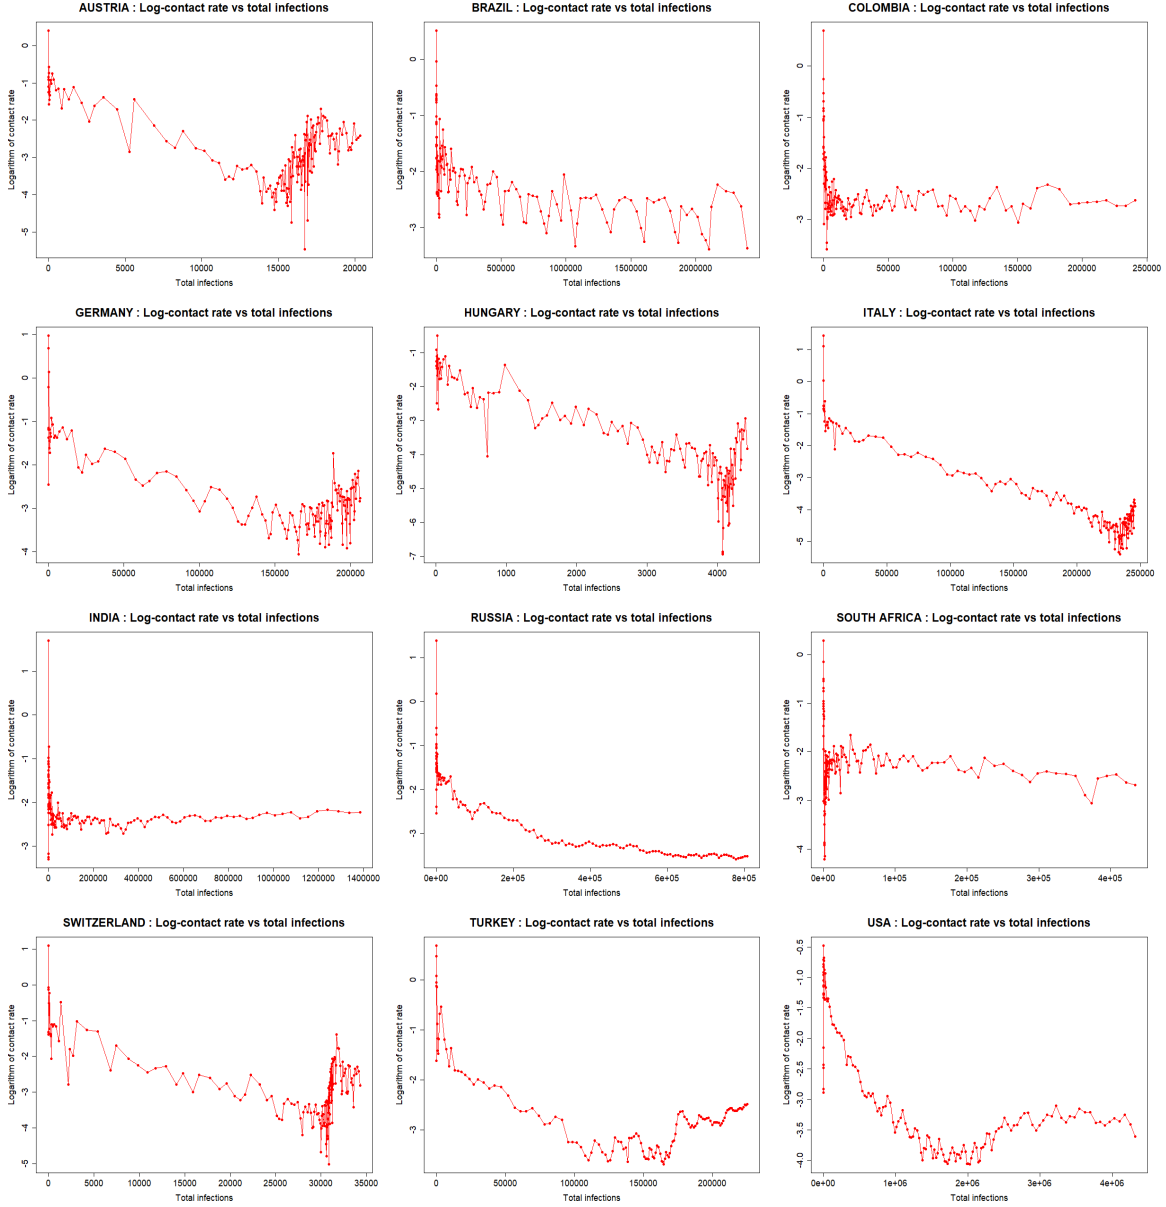 AUSTRIA : Log-contact rate vs total infections
Logarithm of contact rate
0
-1
-2
-3
-4
-5
0 5000 10000 15000 20000
Total infections
BRAZIL : Log-contact rate vs total infections
Logarithm of contact rate
0
-1
-2
-3
0 500000 1000000 1500000 2000000
Total infections
COLOMBIA : Log-contact rate vs total infections
Logarithm of contact rate
0
-1
-2
-3
0 50000 100000 150000 200000 250000
Total infections
GERMANY : Log-contact rate vs total infections
Logarithm of contact rate
1
0
-1
-2
-3
-4
0 50000 100000 150000 200000
Total infections
HUNGARY : Log-contact rate vs total infections
Logarithm of contact rate
-1
-2
-3
-4
-5
-6
-7
0 1000 2000 3000 4000
Total infections
ITALY : Log-contact rate vs total infections
Logarithm of contact rate
1
0
-1
-2
-3
-4
-5
0 50000 100000 150000 200000 250000
Total infections
INDIA : Log-contact rate vs total infections
Logarithm of contact rate
1
0
-1
-2
-3
0 200000 400000 600000 800000 1000000 1200000 1400000
Total infections
RUSSIA : Log-contact rate vs total infections
Logarithm of contact rate
1
0
-1
-2
-3
0e+00 2e+05 4e+05 6e+05 8e+05
Total infections
SOUTH AFRICA : Log-contact rate vs total infections
Logarithm of contact rate
0
-1
-2
-3
-4
0e+00 1e+05 2e+05 3e+05 4e+05
Total infections
SWITZERLAND : Log-contact rate vs total infections
Logarithm of contact rate
1
0
-1
-2
-3
-4
-5
0 5000 10000 15000 20000 25000 30000 35000
Total infections
TURKEY : Log-contact rate vs total infections
Logarithm of contact rate
0
-1
-2
-3
0 50000 100000 150000 200000
Total infections
USA : Log-contact rate vs total infections
Logarithm of contact rate
-0.5
-1.0
-1.5
-2.0
-2.5
-3.0
-3.5
-4.0
0e+00 1e+06 2e+06 3e+06 4e+06
Total infections